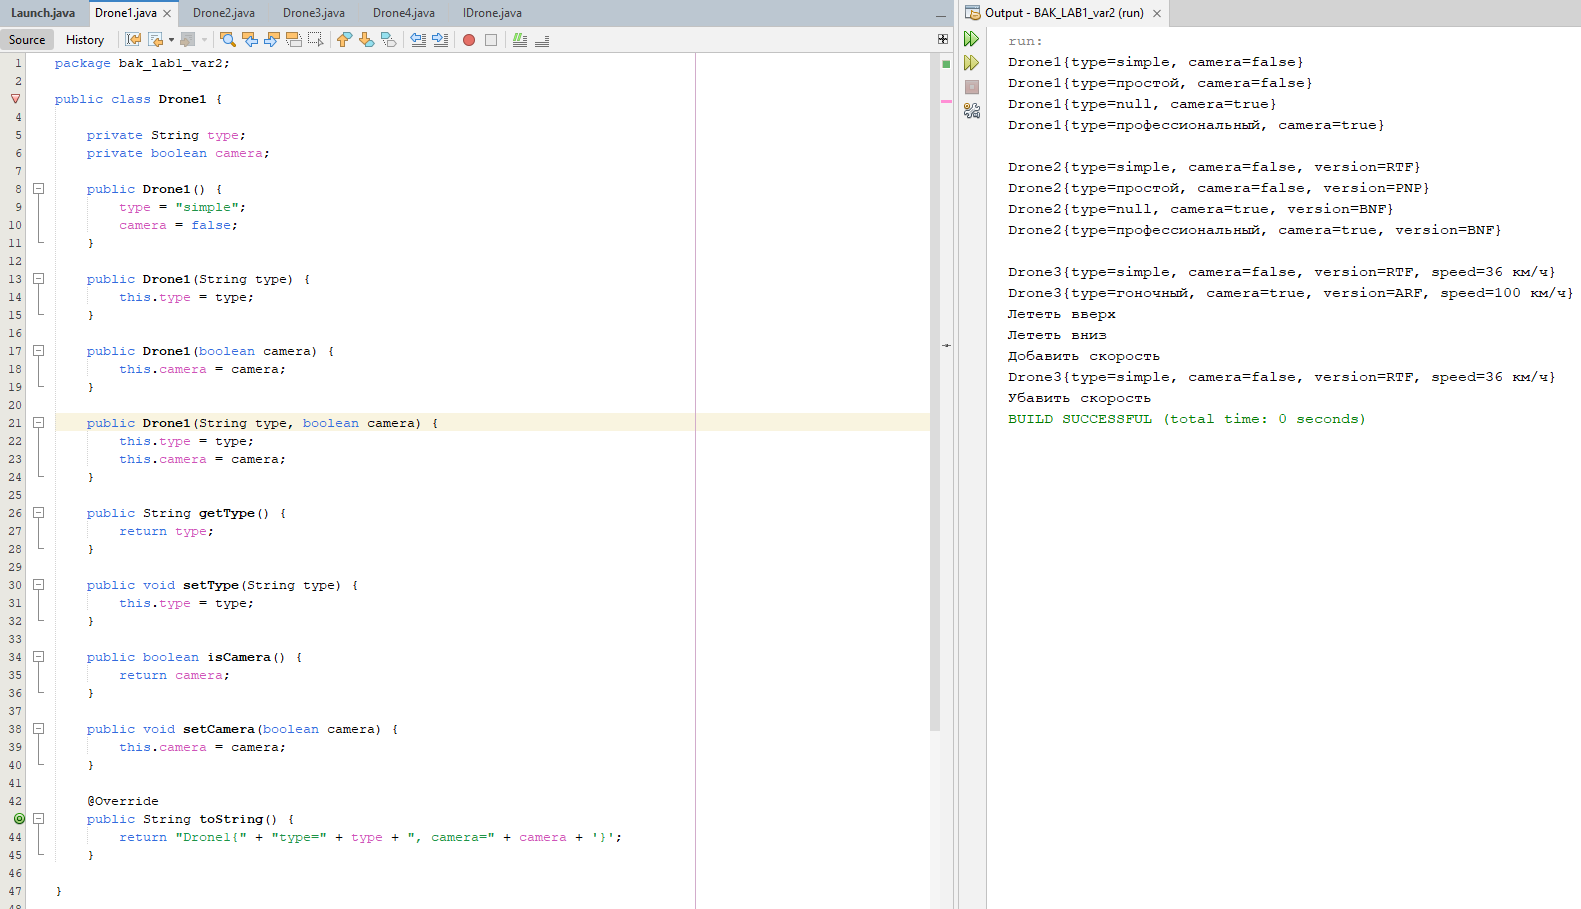 Launch.java Drone1.java Drone2.java Drone3.java Drone4.java IDrone.java
Source History
1 package bak_lab1_var2;
2
public class Drone1 {
4
5 private String type;
6 private boolean camera;
7
8 public Drone1() {
9 type = "simple";
10 camera = false;
11 }
12
13 public Drone1(String type) {
14 this.type = type;
15 }
16
17 public Drone1(boolean camera) {
18 this.camera = camera;
19 }
20
21 public Drone1(String type, boolean camera) {
22 this.type = type;
23 this.camera = camera;
24 }
25
26 public String getType() {
27 return type;
28 }
29
30 public void setType(String type) {
31 this.type = type;
32 }
33
34 public boolean isCamera() {
35 return camera;
36 }
37
38 public void setCamera(boolean camera) {
39 this.camera = camera;
40 }
41
42 @Override
public String toString() {
44 return "Drone1{" + "type=" + type + ", camera=" + camera + '}';
45 }
46
47 }
48
Output - BAK_LAB1_var2 (run)
run:
Drone1{type=simple, camera=false}
Drone1{type=простой, camera=false}
Drone1{type=null, camera=true}
Drone1{type=профессиональный, camera=true}
Drone2{type=simple, camera=false, version=RTF}
Drone2{type=простой, camera=false, version=PNP}
Drone2{type=null, camera=true, version=BNF}
Drone2{type=профессиональный, camera=true, version=BNF}
Drone3{type=simple, camera=false, version=RTF, speed=36 км/ч}
Drone3{type=гоночный, camera=true, version=ARF, speed=100 км/ч}
Лететь вверх
Лететь вниз
Добавить скорость
Drone3{type=simple, camera=false, version=RTF, speed=36 км/ч}
Убавить скорость
BUILD SUCCESSFUL (total time: 0 seconds)